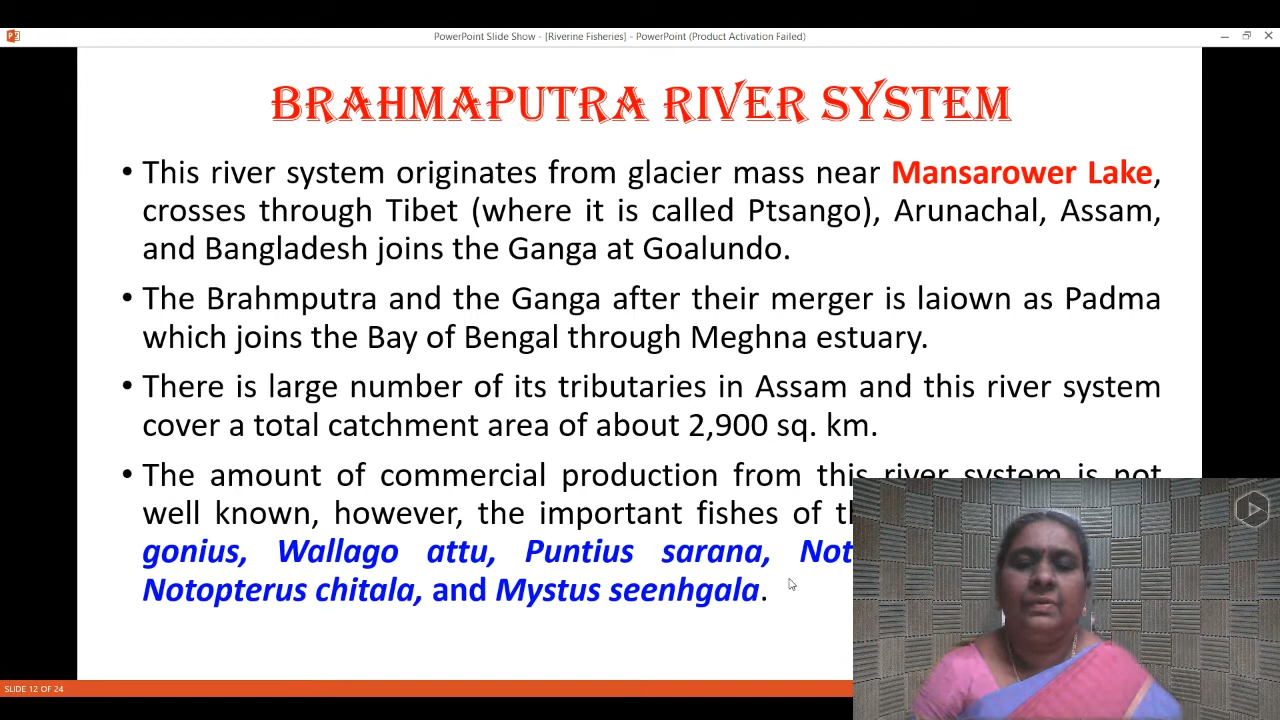 PowerPoint Slide Show - [Riverine Fisheries] - PowerPoint (Product Activation Failed)
BRAHMAPUTRA RIVER SYSTEM
• This river system originates from glacier mass near Mansarower Lake,
crosses through Tibet (where it is called Ptsango), Arunachal, Assam,
and Bangladesh joins the Ganga at Goalundo.
• The Brahmputra and the Ganga after their merger is laiown as Padma
which joins the Bay of Bengal through Meghna estuary.
• There is large number of its tributaries in Assam and this river system
cover a total catchment area of about 2,900 sq. km.
• The amount of commercial production from this river system is not
well known, however, the important fishes of
gonius, Wallago attu, Puntius sarana,
Notopterus chitala, and Mystus seenhgala.
SLIDE 12 OF 24